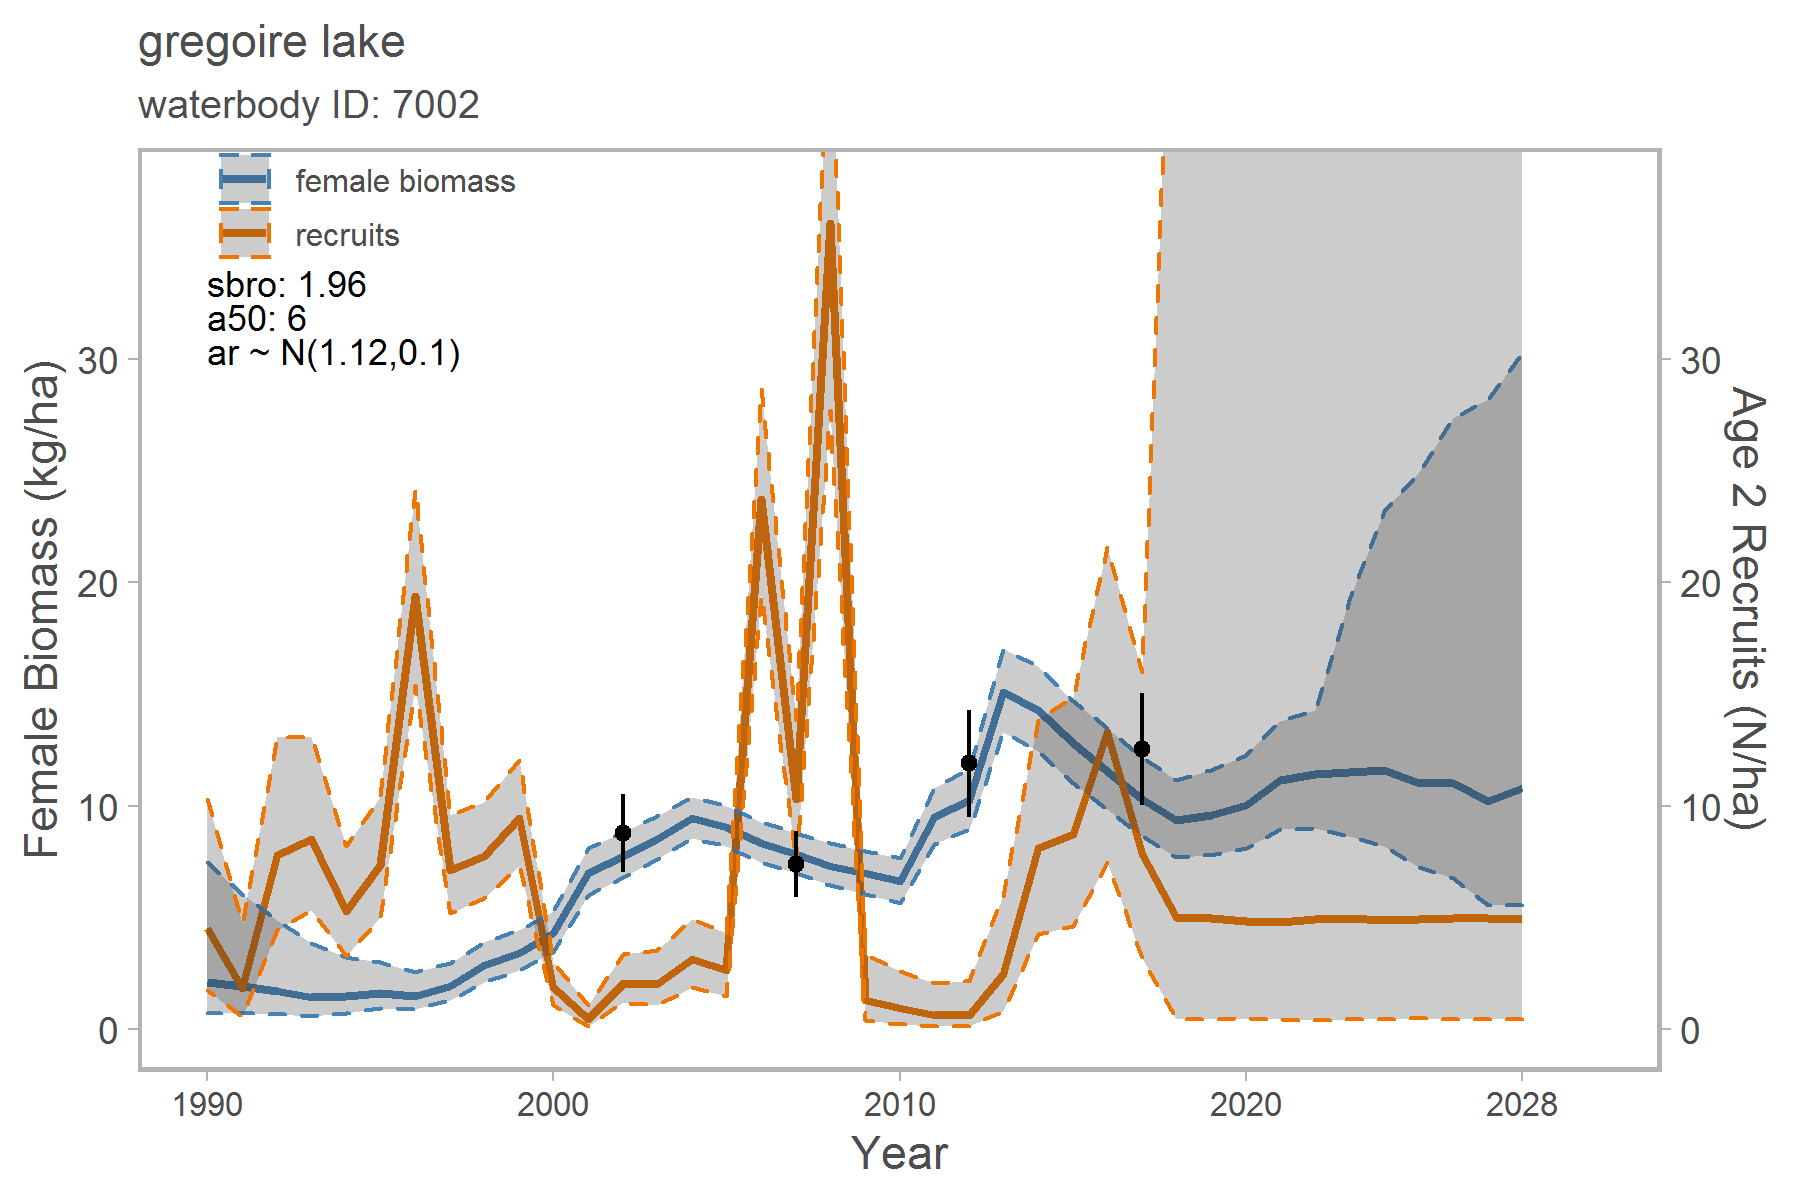 gregoire lake
waterbody ID: 7002
female biomass
recruits
sbro: 1.96
a50: 6
ar ~ N(1.12,0.1)
Female Biomass (kg/ha)
30
20
10
0
30
20
10
0
Age 2 Recruits (N/ha)
1990
2000
2010
2020
2028
Year